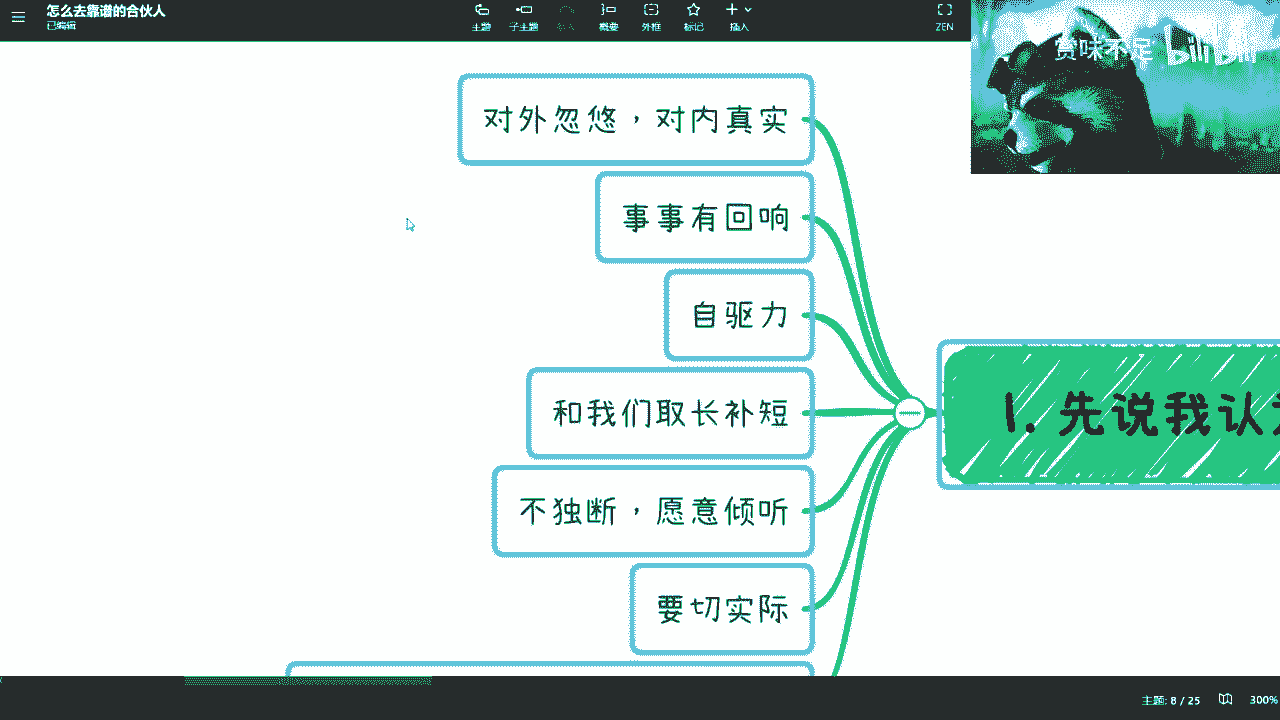 怎么去靠谱的合伙人
已编辑
主题
子主题
概要
外框
标记
插入
ZEN
赏味不足 bilibili
对外忽悠，对内真实
事事有回响
自驱力
和我们取长补短
不独断，愿意倾听
要切实际
1. 先说我认
主题: 8 / 25
300%